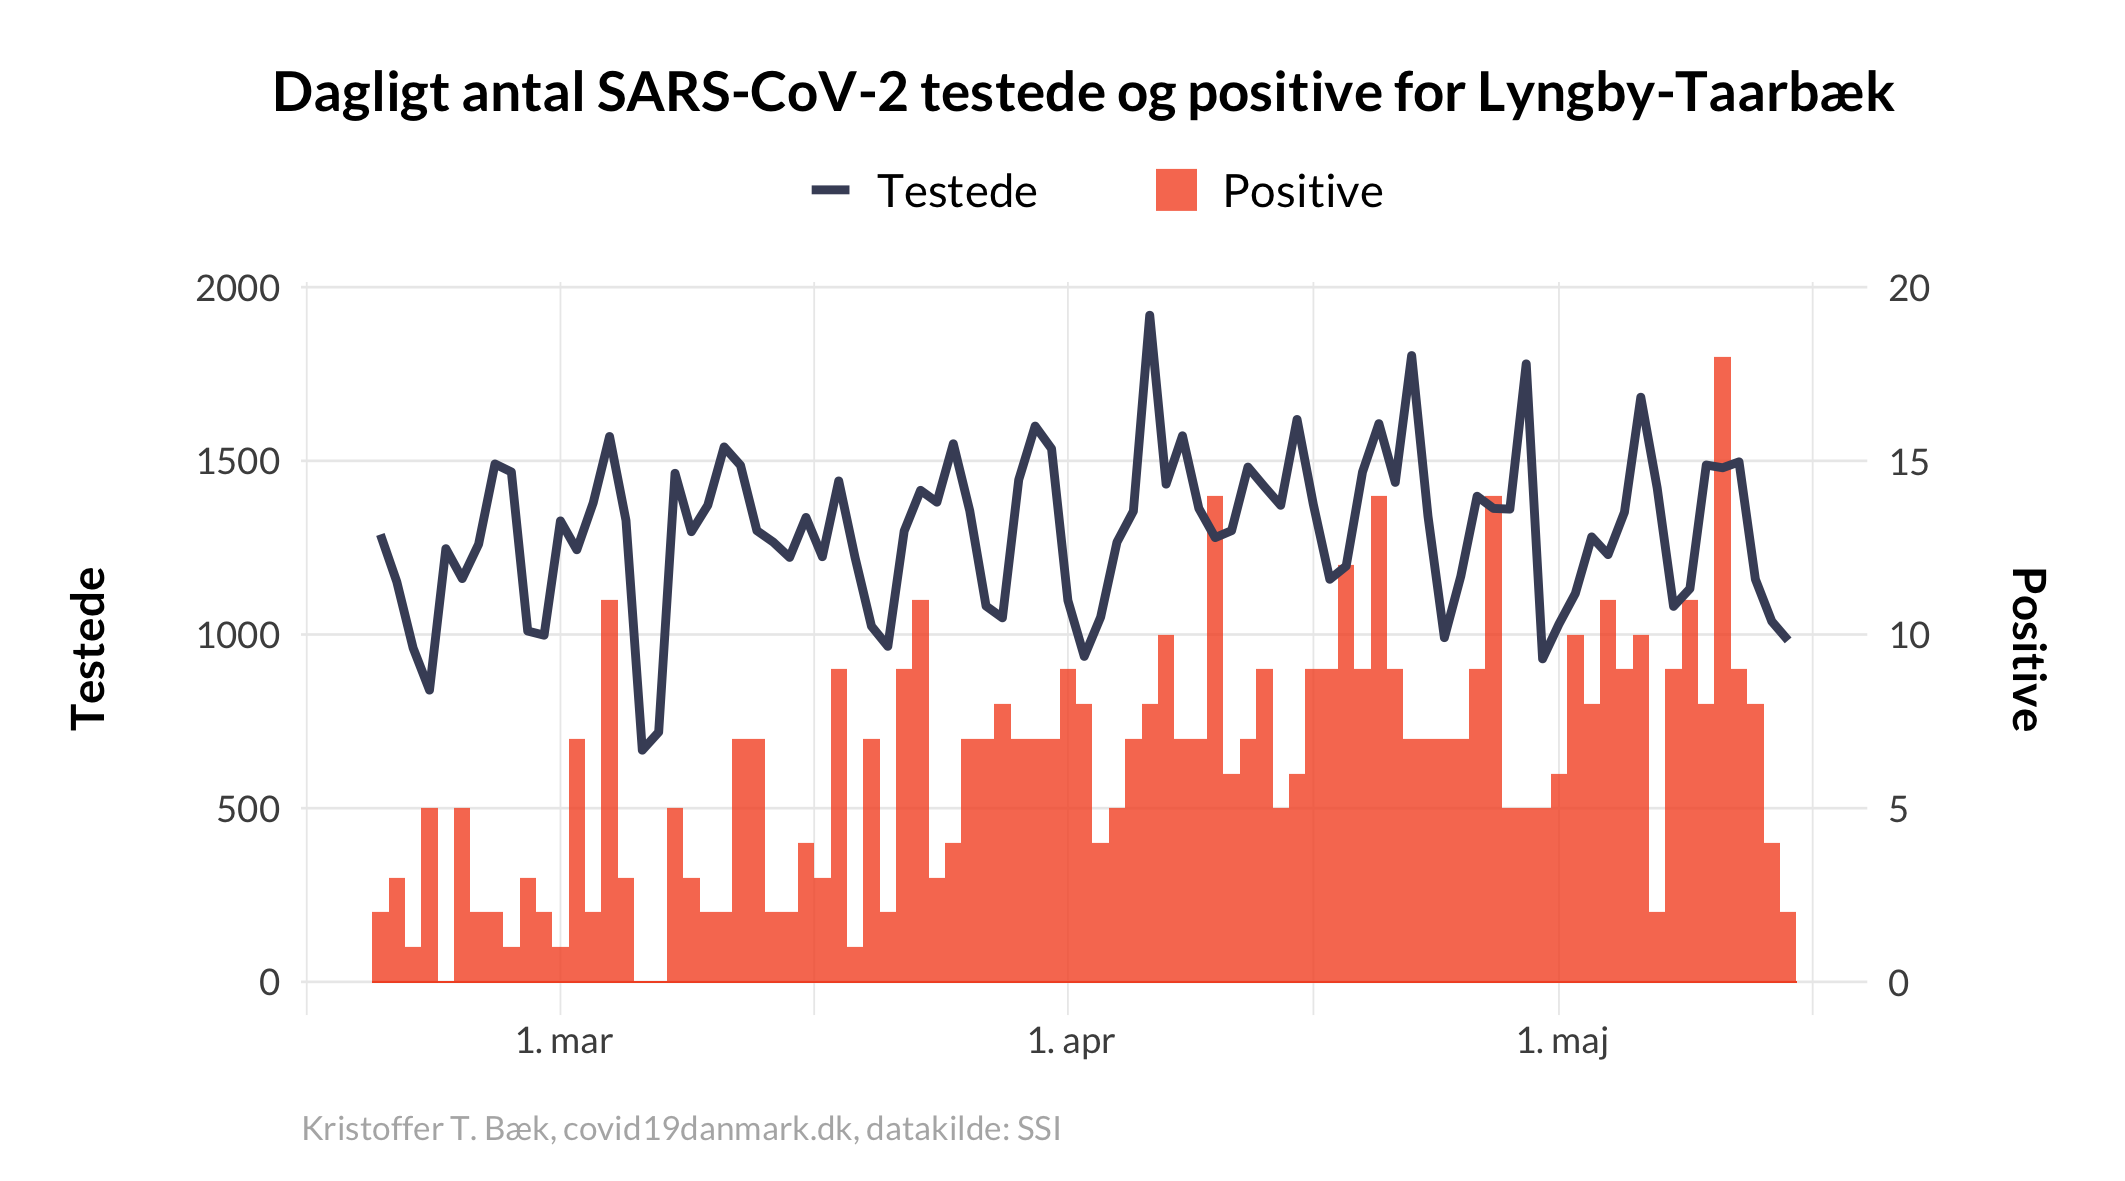 Dagligt antal SARS-CoV-2 testede og positive for Lyngby-Taarbæk
Testede
Positive
2000
1500
1000
500
0
Testede
20
15
10
5
0
Positive
1. mar
1. apr
1. maj
Kristoffer T. Bæk, covid19danmark.dk, datakilde: SSI